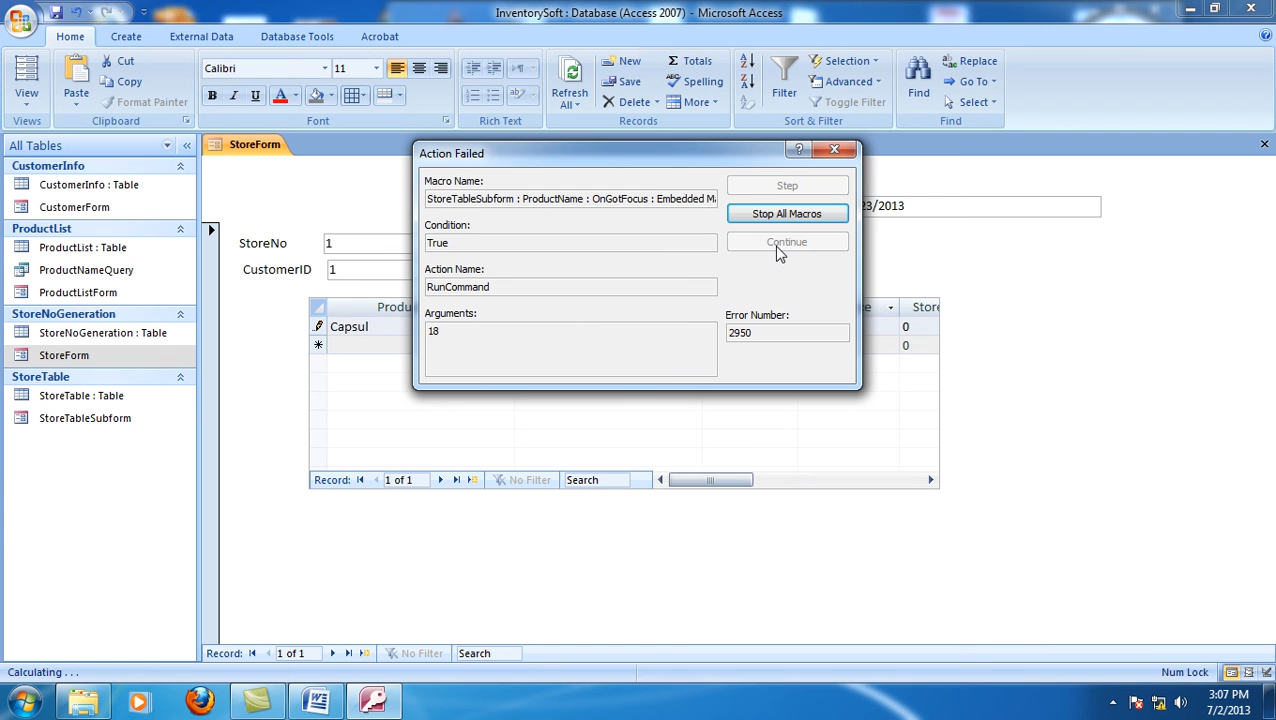 InventorySoft : Database (Access 2007) - Microsoft Access
Home Create External Data Database Tools Acrobat
View
Views
Paste
Cut
Copy
Format Painter
Clipboard
Calibri 11
B I U A
Font
Rich Text
Refresh
All
New
Save
Delete
Totals
Spelling
More
Records
Filter
Selection
Advanced
Toggle Filter
Sort & Filter
Find
Replace
Go To
Select
Find
All Tables
CustomerInfo
CustomerInfo : Table
CustomerForm
ProductList
ProductList : Table
ProductNameQuery
ProductListForm
StoreNoGeneration
StoreNoGeneration : Table
StoreForm
StoreTable
StoreTable : Table
StoreTableSubform
StoreForm
23/2013
StoreNo 1
CustomerID 1
Produ
Store
Capsul 0
0
Record: 1 of 1 No Filter Search
Action Failed
Macro Name:
StoreTableSubform : ProductName : OnGotFocus : Embedded Ma
Condition:
True
Action Name:
RunCommand
Arguments:
18
Step
Stop All Macros
Continue
Error Number:
2950
Record: 1 of 1 No Filter Search
Calculating . . .
Num Lock
3:07 PM
7/2/2013